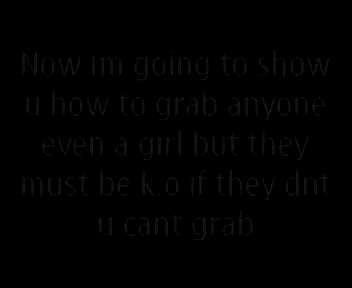 Now im going to show
u how to grab anyone
even a girl but they
must be k.o if they dnt
u cant grab